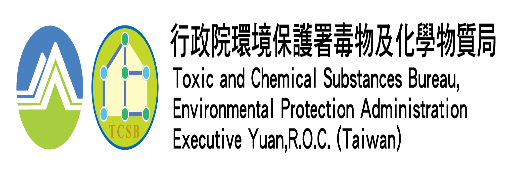 行政院環境保護署毒物及化學物質局
Toxic and Chemical Substances Bureau,
Environmental Protection Administration
Executive Yuan,R.O.C. (Taiwan)
TCSB